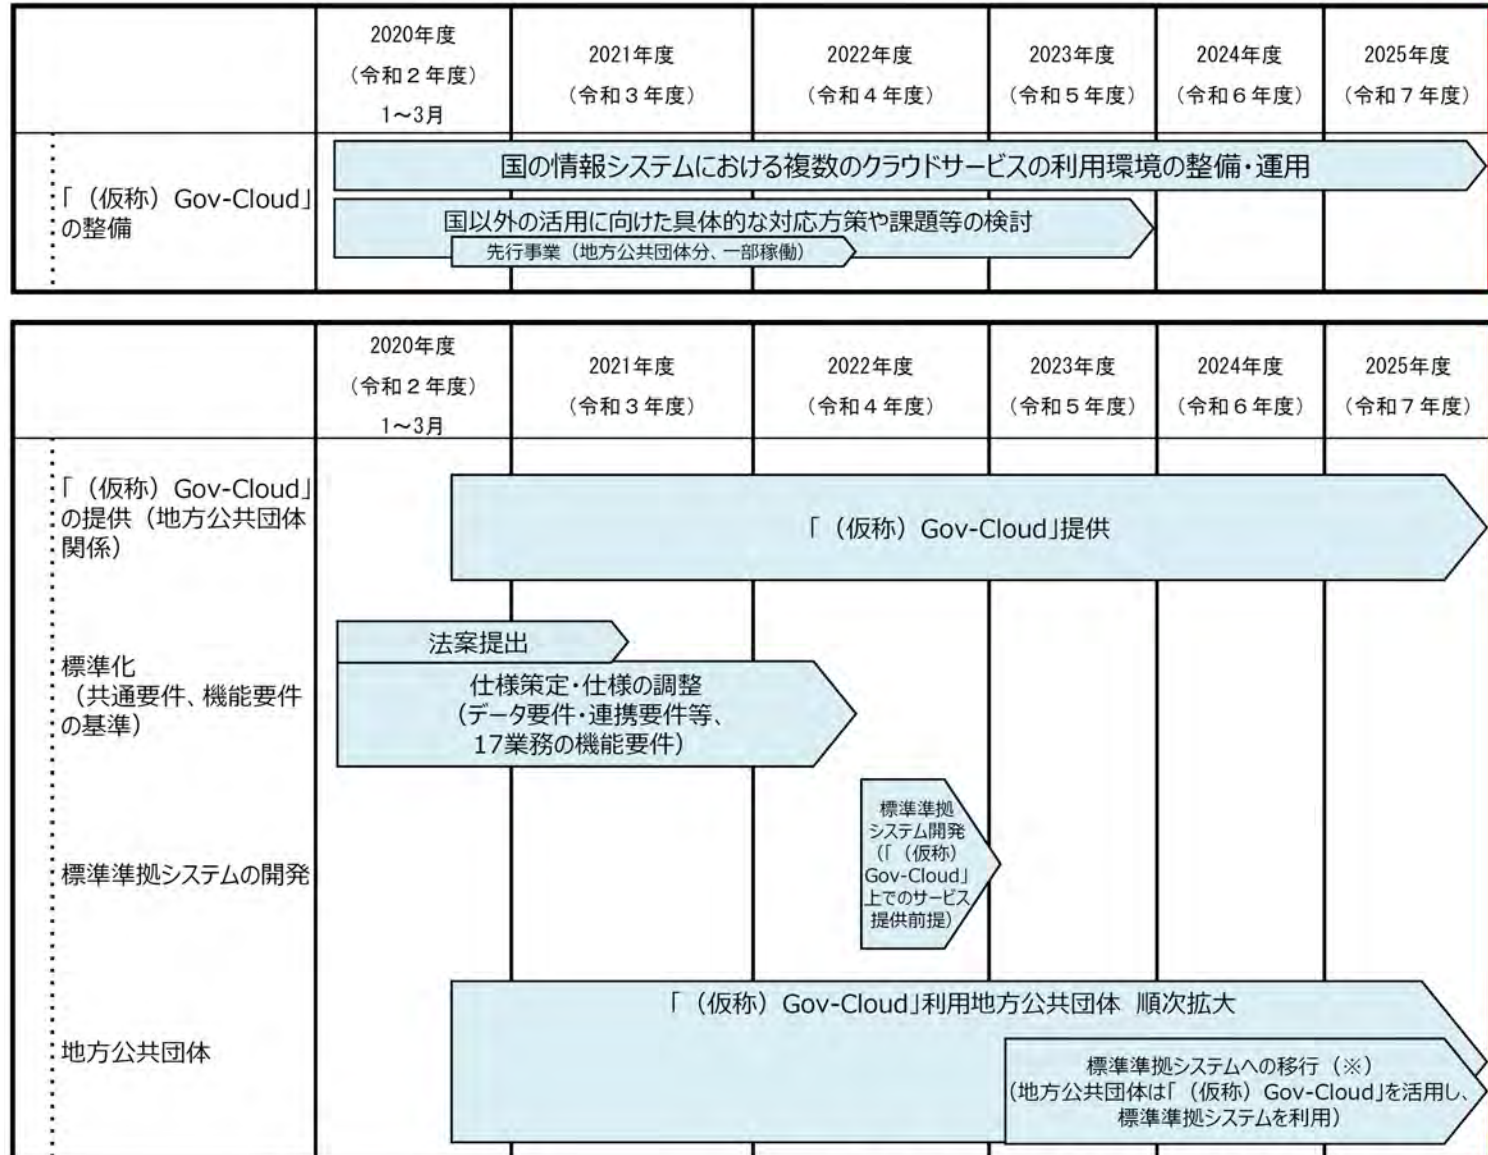 2020年度
(令和２年度)
1～3月
2021年度
(令和３年度)
2022年度
(令和４年度)
2023年度
(令和５年度)
2024年度
(令和６年度)
2025年度
(令和７年度)
「（仮称）Gov-Cloud」
の整備
国の情報システムにおける複数のクラウドサービスの利用環境の整備・運用
国以外の活用に向けた具体的な対応方策や課題等の検討
先行事業（地方公共団体分、一部稼働）
2020年度
(令和２年度)
1～3月
2021年度
(令和３年度)
2022年度
(令和４年度)
2023年度
(令和５年度)
2024年度
(令和６年度)
2025年度
(令和７年度)
「（仮称）Gov-Cloud」
の提供（地方公共団体
関係）
「（仮称）Gov-Cloud」提供
標準化
（共通要件、機能要件
の基準）
法案提出
仕様策定・仕様の調整
（データ要件・連携要件等、
17業務の機能要件）
標準準拠システムの開発
標準準拠
システム開発
（「（仮称）
Gov-Cloud」
上でのサービス
提供前提）
地方公共団体
「（仮称）Gov-Cloud」利用地方公共団体 順次拡大
標準準拠システムへの移行（※）
（地方公共団体は「（仮称）Gov-Cloud」を活用し、
標準準拠システムを利用）